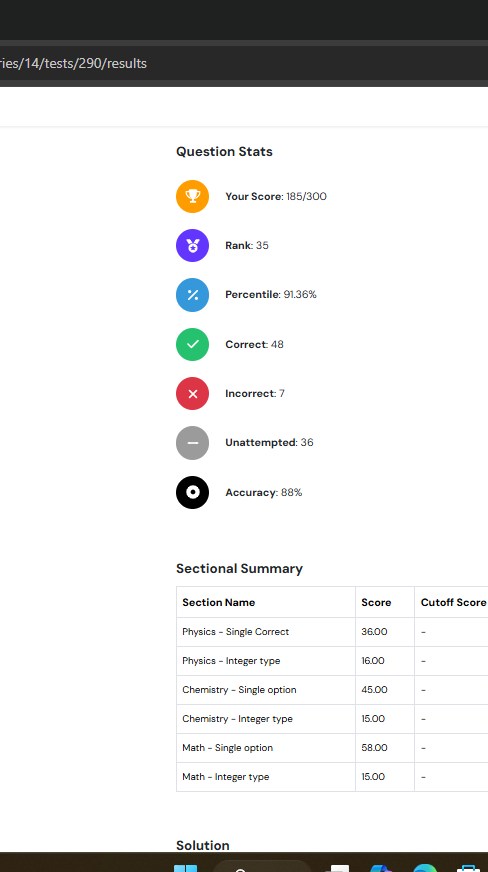 ries/14/tests/290/results
Question Stats
Your Score: 185/300
Rank: 35
Percentile: 91.36%
Correct: 48
Incorrect: 7
Unattempted: 36
Accuracy: 88%
Sectional Summary
Section Name Score Cutoff Score
Physics - Single Correct 36.00 -
Physics - Integer type 16.00 -
Chemistry - Single option 45.00 -
Chemistry - Integer type 15.00 -
Math - Single option 58.00 -
Math - Integer type 15.00 -
Solution